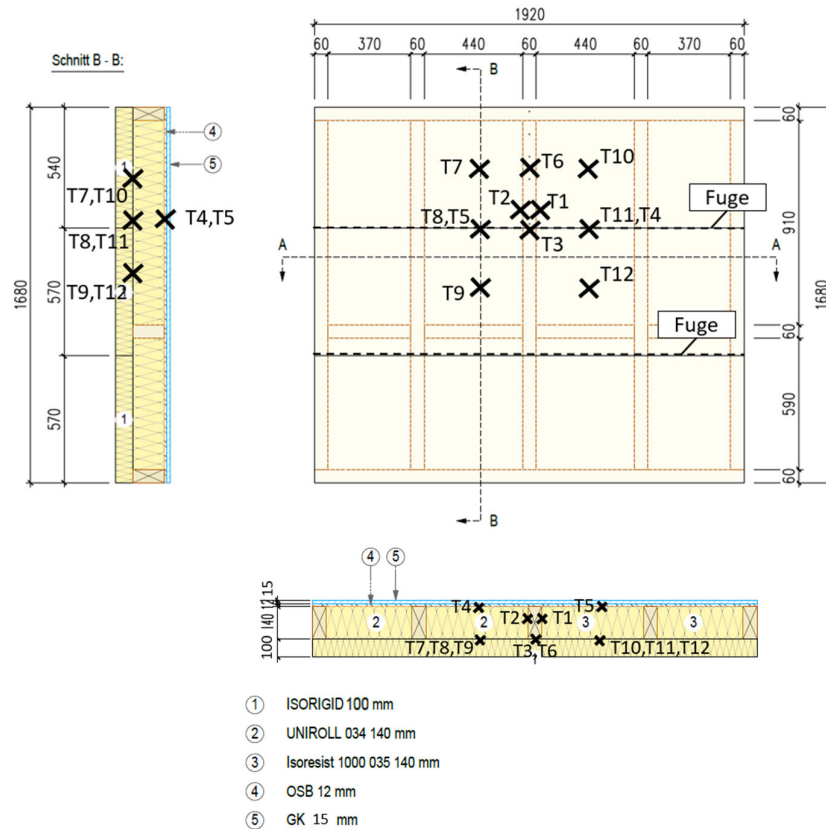 1920
60 370 60 440 60 440 60 370 60
Schnitt B - B:
B
4
5
60
540
1
T7
T6
T10
T7,T10
T2
T1
Fuge
T4,T5
T8,T5
T11,T4
910
T8,T11
T3
A
A
1680
570
T9,T12
T9
T12
1680
Fuge
60
570
1
590
60
B
4
5
100 140 12 15
T4
T5
2
2
T2
T1
3
3
T7,T8,T9
T3
T6
T10,T11,T12
1 ISORIGID 100 mm
2 UNIROLL 034 140 mm
3 Isoresist 1000 035 140 mm
4 OSB 12 mm
5 GK 15 mm